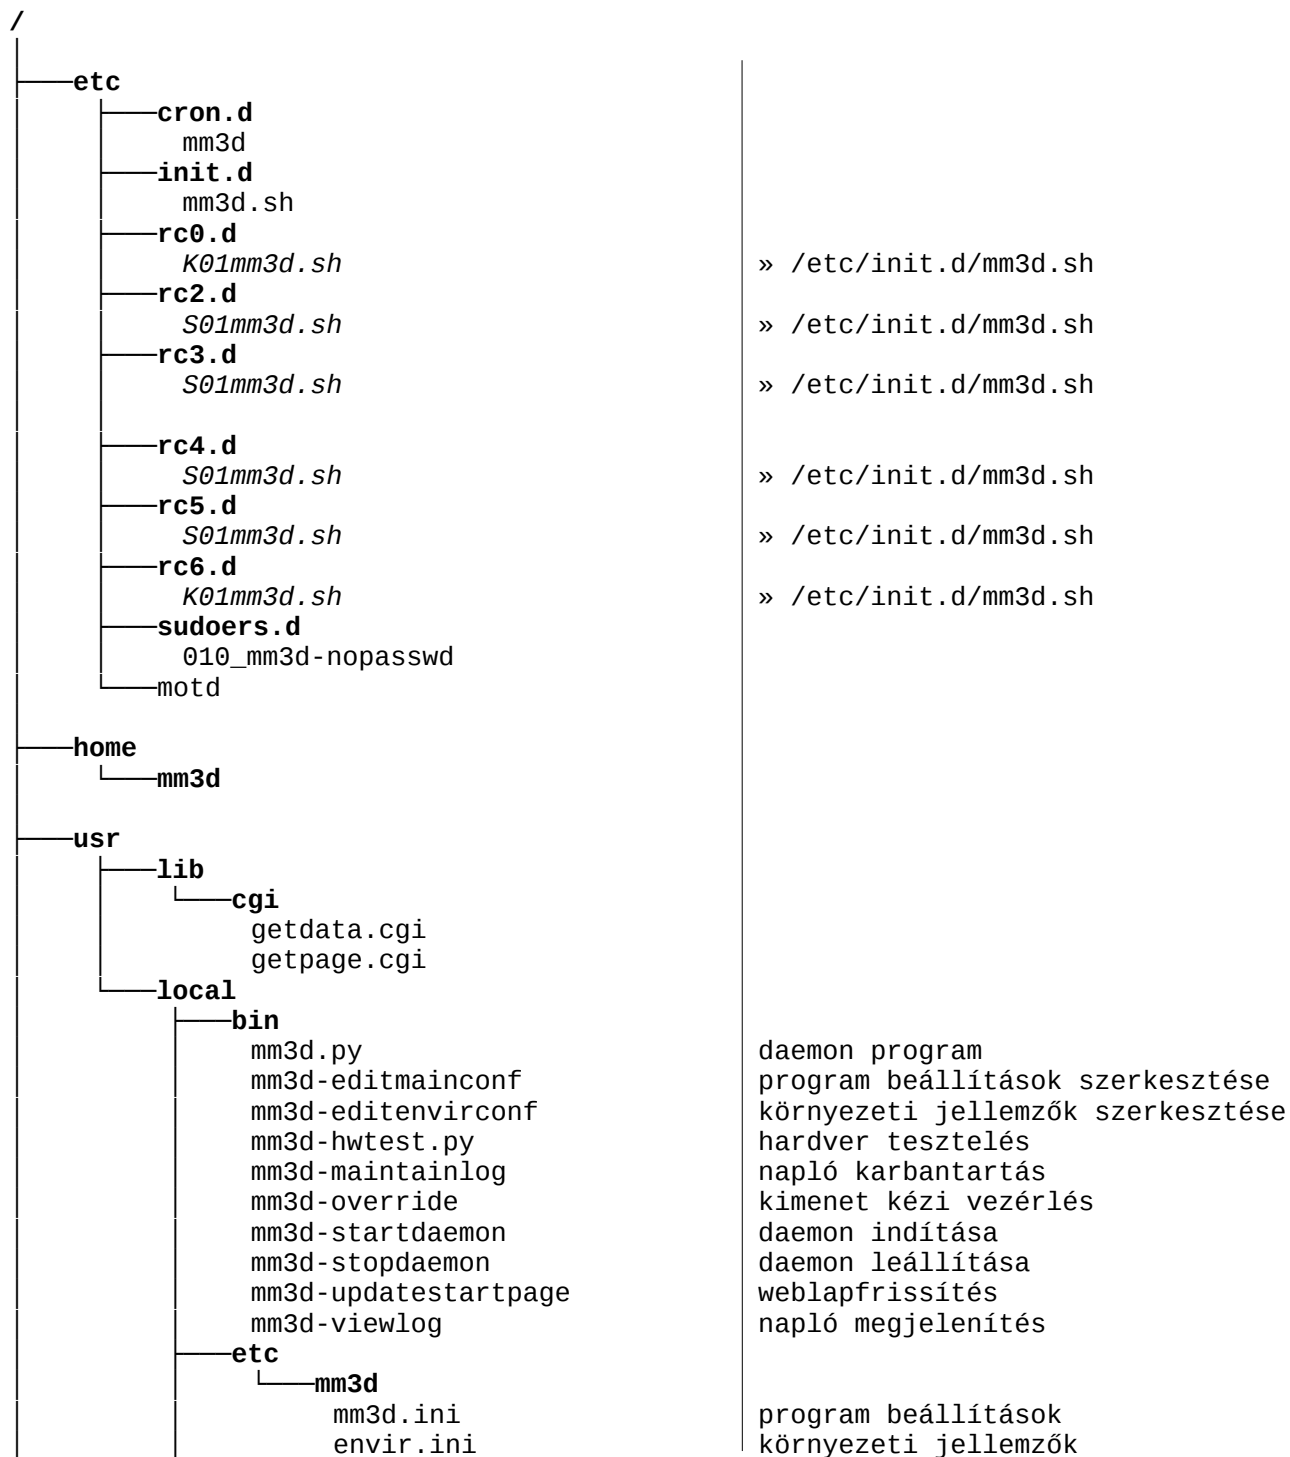 /
etc
cron.d
mm3d
init.d
mm3d.sh
rc0.d
K01mm3d.sh » /etc/init.d/mm3d.sh
rc2.d
S01mm3d.sh » /etc/init.d/mm3d.sh
rc3.d
S01mm3d.sh » /etc/init.d/mm3d.sh
rc4.d
S01mm3d.sh » /etc/init.d/mm3d.sh
rc5.d
S01mm3d.sh » /etc/init.d/mm3d.sh
rc6.d
K01mm3d.sh » /etc/init.d/mm3d.sh
sudoers.d
010_mm3d-nopasswd
motd
home
mm3d
usr
lib
cgi
getdata.cgi
getpage.cgi
local
bin
mm3d.py daemon program
mm3d-editmainconf program beállítások szerkesztése
mm3d-editenvirconf környezeti jellemzők szerkesztése
mm3d-hwtest.py hardver tesztelés
mm3d-maintainlog napló karbantartás
mm3d-override kimenet kézi vezérlés
mm3d-startdaemon daemon indítása
mm3d-stopdaemon daemon leállítása
mm3d-updatestartpage weblapfrissítés
mm3d-viewlog napló megjelenítés
etc
mm3d
mm3d.ini program beállítások
envir.ini környezeti jellemzők